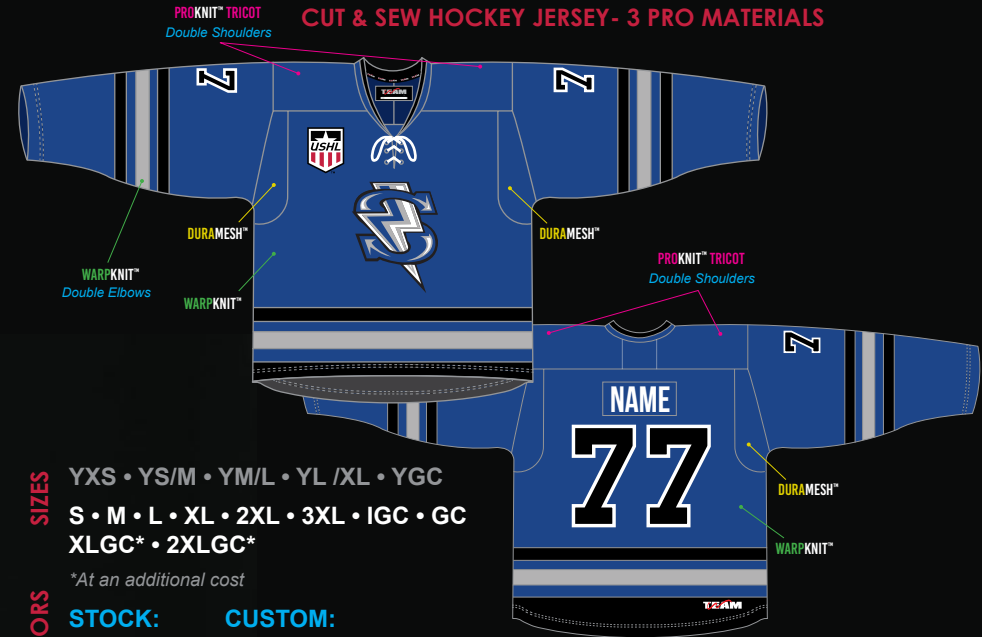 CUT & SEW HOCKEY JERSEY- 3 PRO MATERIALS
PROKNIT™ TRICOT
Double Shoulders
7
7
TEAM
USHL
S
DURAMESH™
DURAMESH™
WARPKNIT™
Double Elbows
WARPKNIT™
PROKNIT™ TRICOT
Double Shoulders
7
NAME
77
DURAMESH™
WARPKNIT™
TEAM
SIZES
YXS • YS/M • YM/L • YL /XL • YGC
S • M • L • XL • 2XL • 3XL • IGC • GC
XLGC* • 2XLGC*
*At an additional cost
ORS
STOCK: CUSTOM: